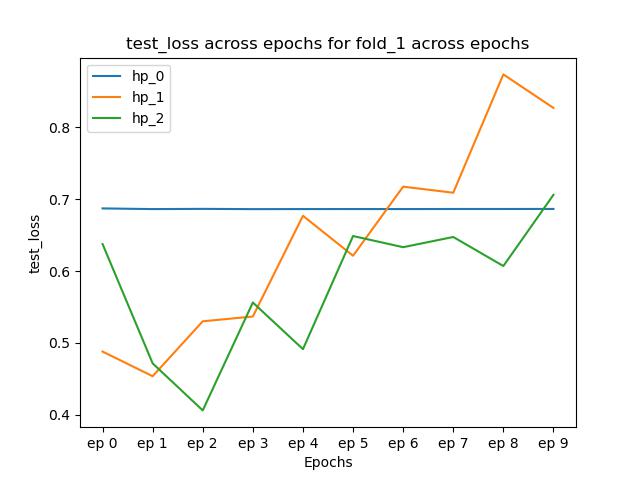 test_loss across epochs for fold_1 across epochs
hp_0
hp_1
hp_2
test_loss
0.8
0.7
0.6
0.5
0.4
ep 0 ep 1 ep 2 ep 3 ep 4 ep 5 ep 6 ep 7 ep 8 ep 9
Epochs